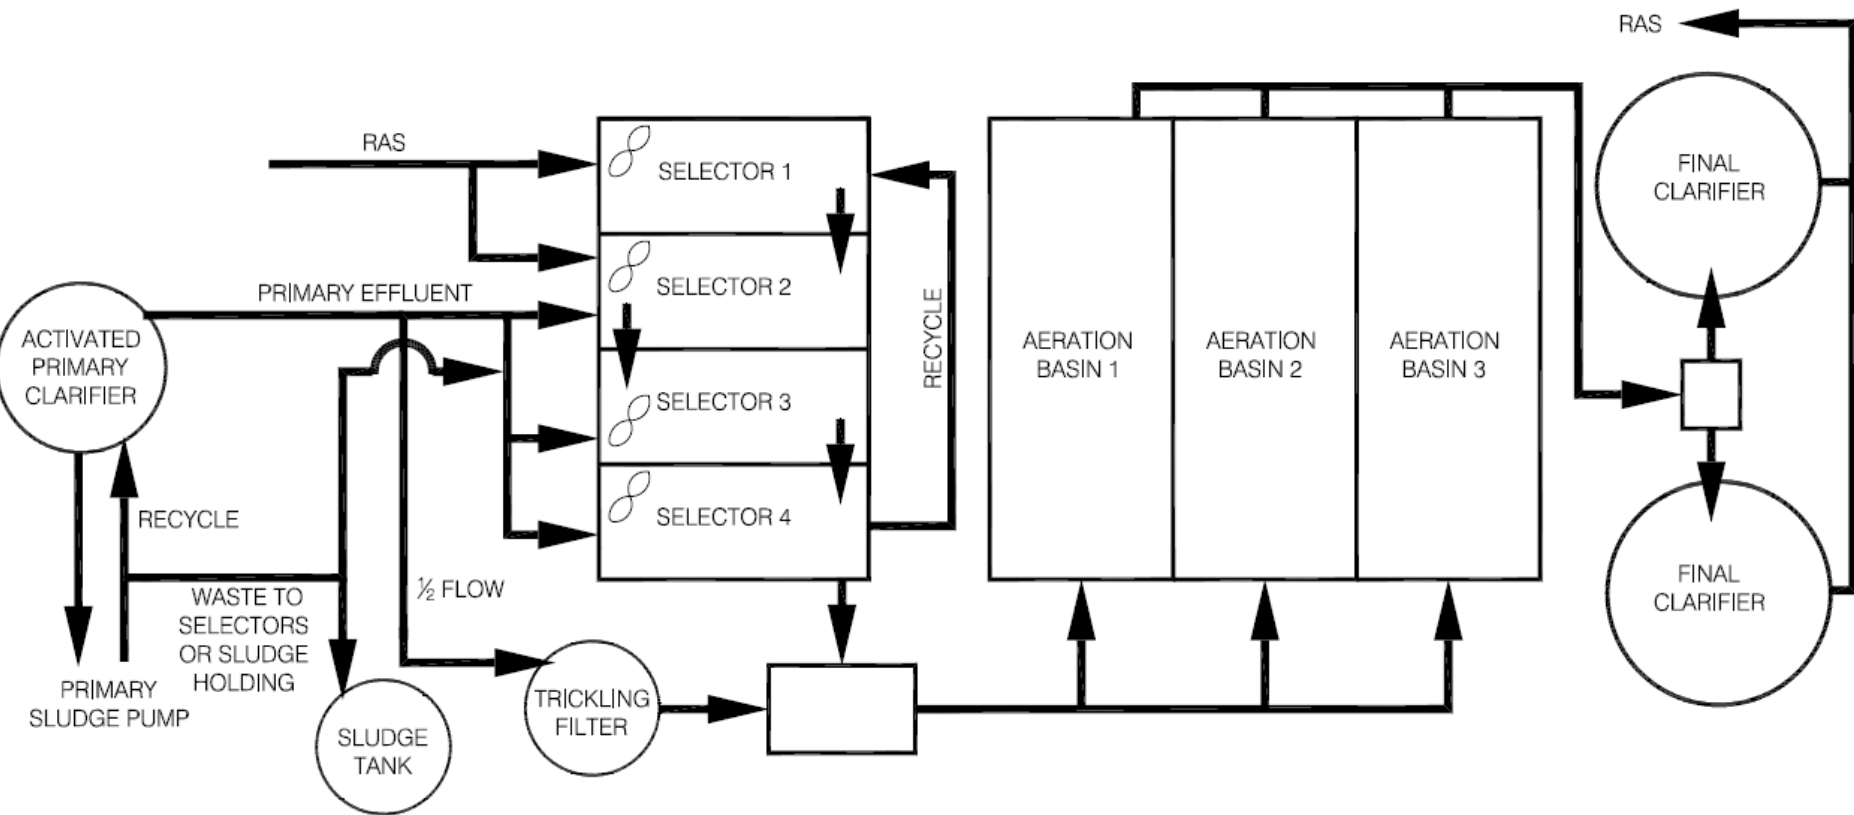 RAS
RAS
SELECTOR 1
FINAL
CLARIFIER
PRIMARY EFFLUENT
SELECTOR 2
RECYCLE
ACTIVATED
PRIMARY
CLARIFIER
AERATION
BASIN 1
AERATION
BASIN 2
AERATION
BASIN 3
SELECTOR 3
RECYCLE
SELECTOR 4
½ FLOW
FINAL
CLARIFIER
WASTE TO
SELECTORS
OR SLUDGE
HOLDING
PRIMARY
SLUDGE PUMP
TRICKLING
FILTER
SLUDGE
TANK